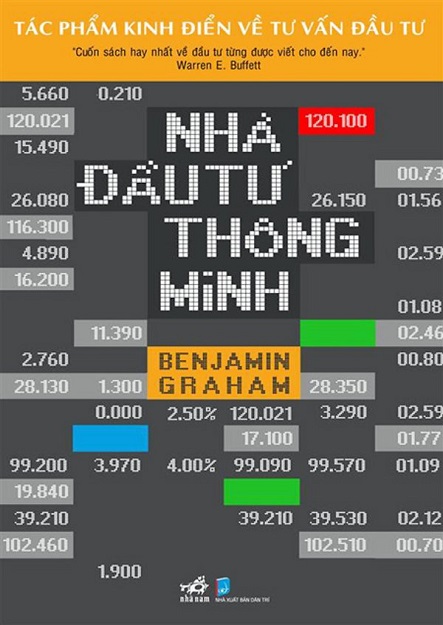 TÁC PHẨM KINH ĐIỂN VỀ TƯ VẤN ĐẦU TƯ
"Cuốn sách hay nhất về đầu tư từng được viết cho đến nay."
Warren E. Buffett
5.660 0.210
120.021 NHÀ 120.100
15.490
00.73
ĐẦU TƯ
26.080 26.150 01.56
116.300 THÔNG
4.890 02.59
16.200 MINH
01.08
11.390 02.46
2.760 BENJAMIN 00.80
28.130 1.300 GRAHAM 28.350
0.000 2.50% 120.021 3.290 02.59
17.100 01.77
99.200 3.970 4.00% 99.090 99.570 01.09
19.840
39.210 39.210 39.530 02.12
102.460 102.510 00.70
1.900
nhã nam NHÀ XUẤT BẢN DÂN TRÍ